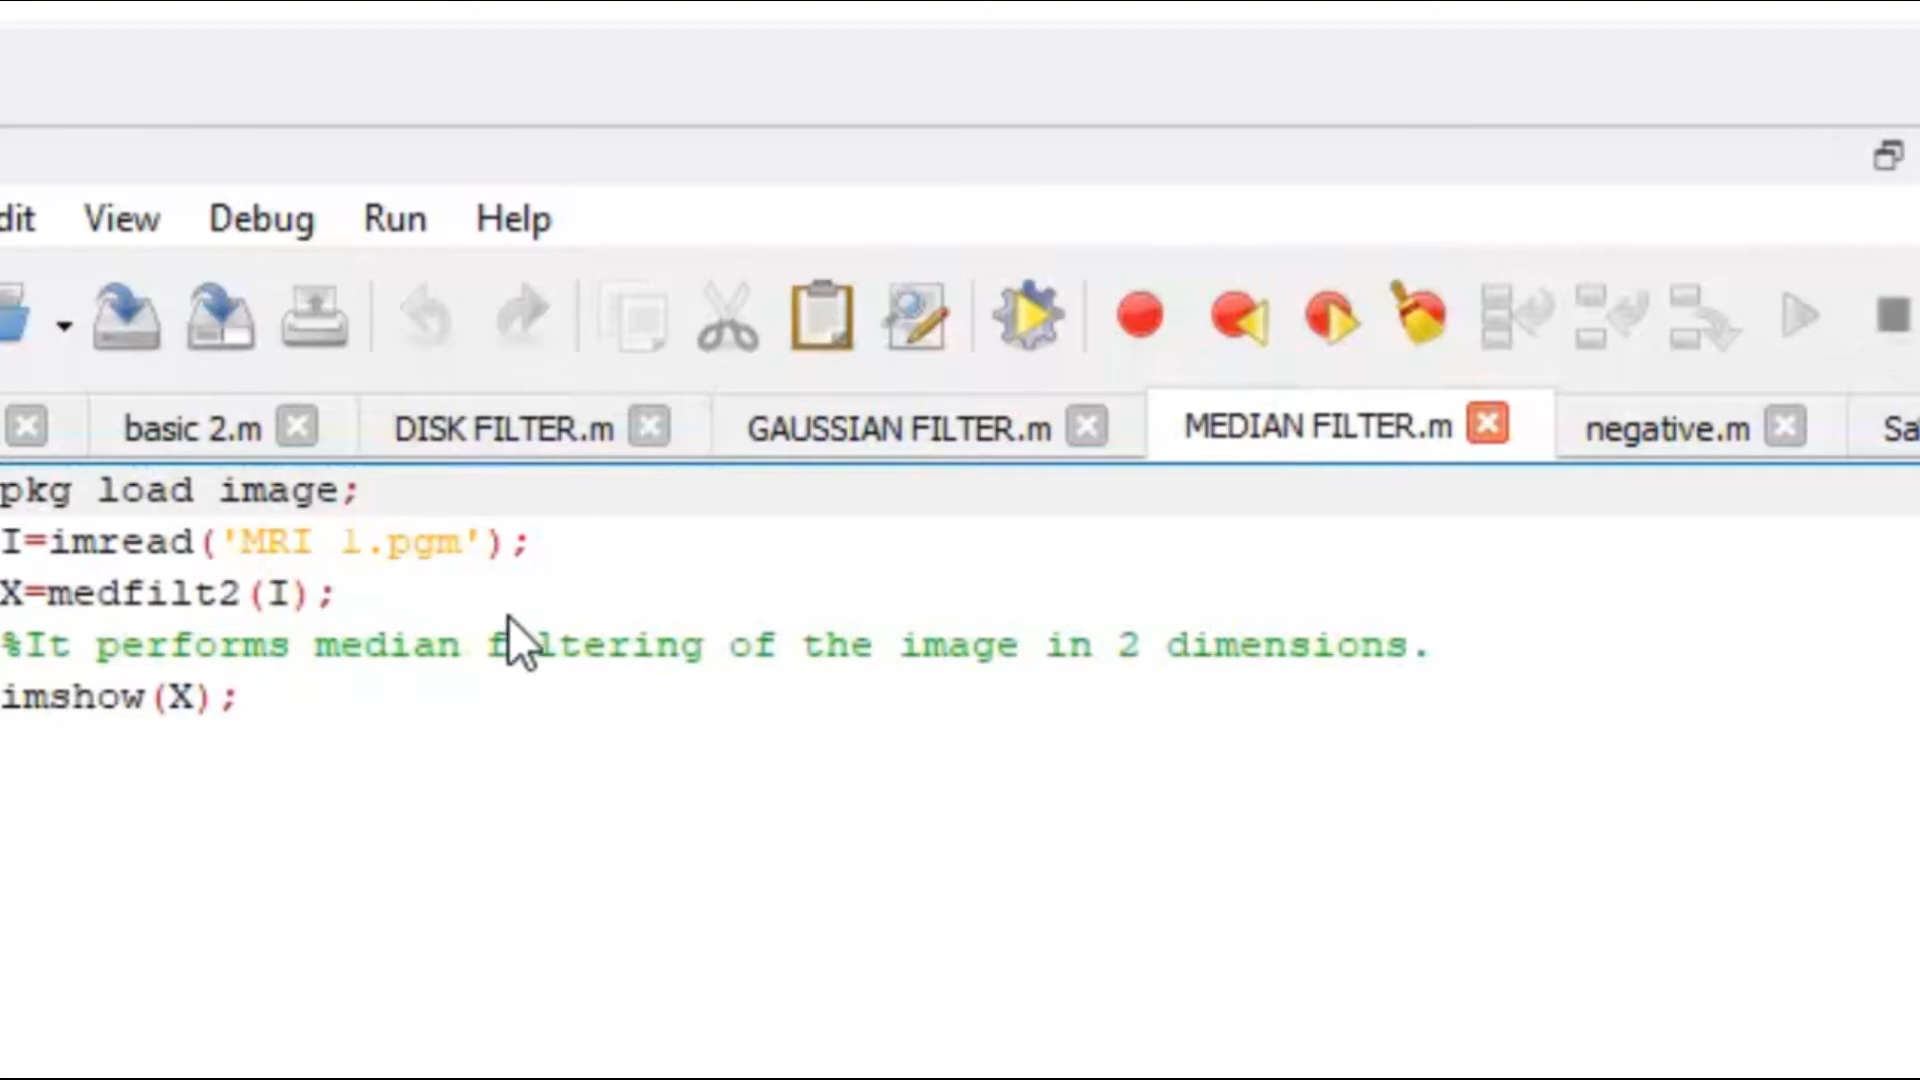 dit View Debug Run Help
basic 2.m DISK FILTER.m GAUSSIAN FILTER.m MEDIAN FILTER.m negative.m Sa
pkg load image;
I=imread('MRI 1.pgm');
X=medfilt2(I);
%It performs median filtering of the image in 2 dimensions.
imshow(X);